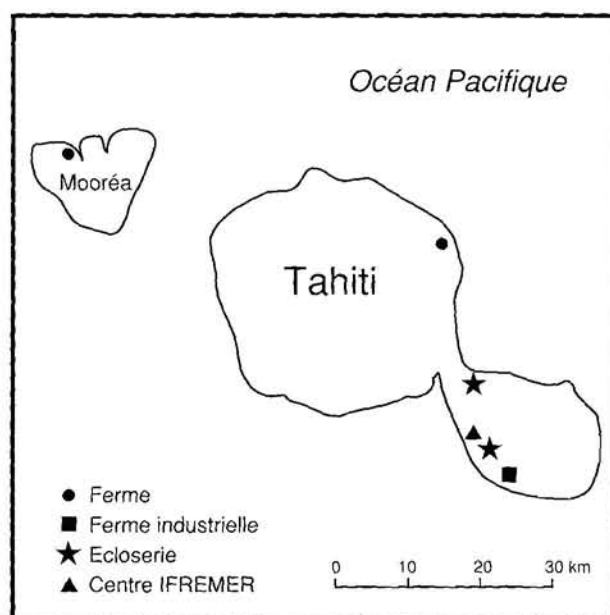 Océan Pacifique
Mooréa
Tahiti
Ferme
Ferme industrielle
Ecloserie
Centre IFREMER
0 10 20 30 km